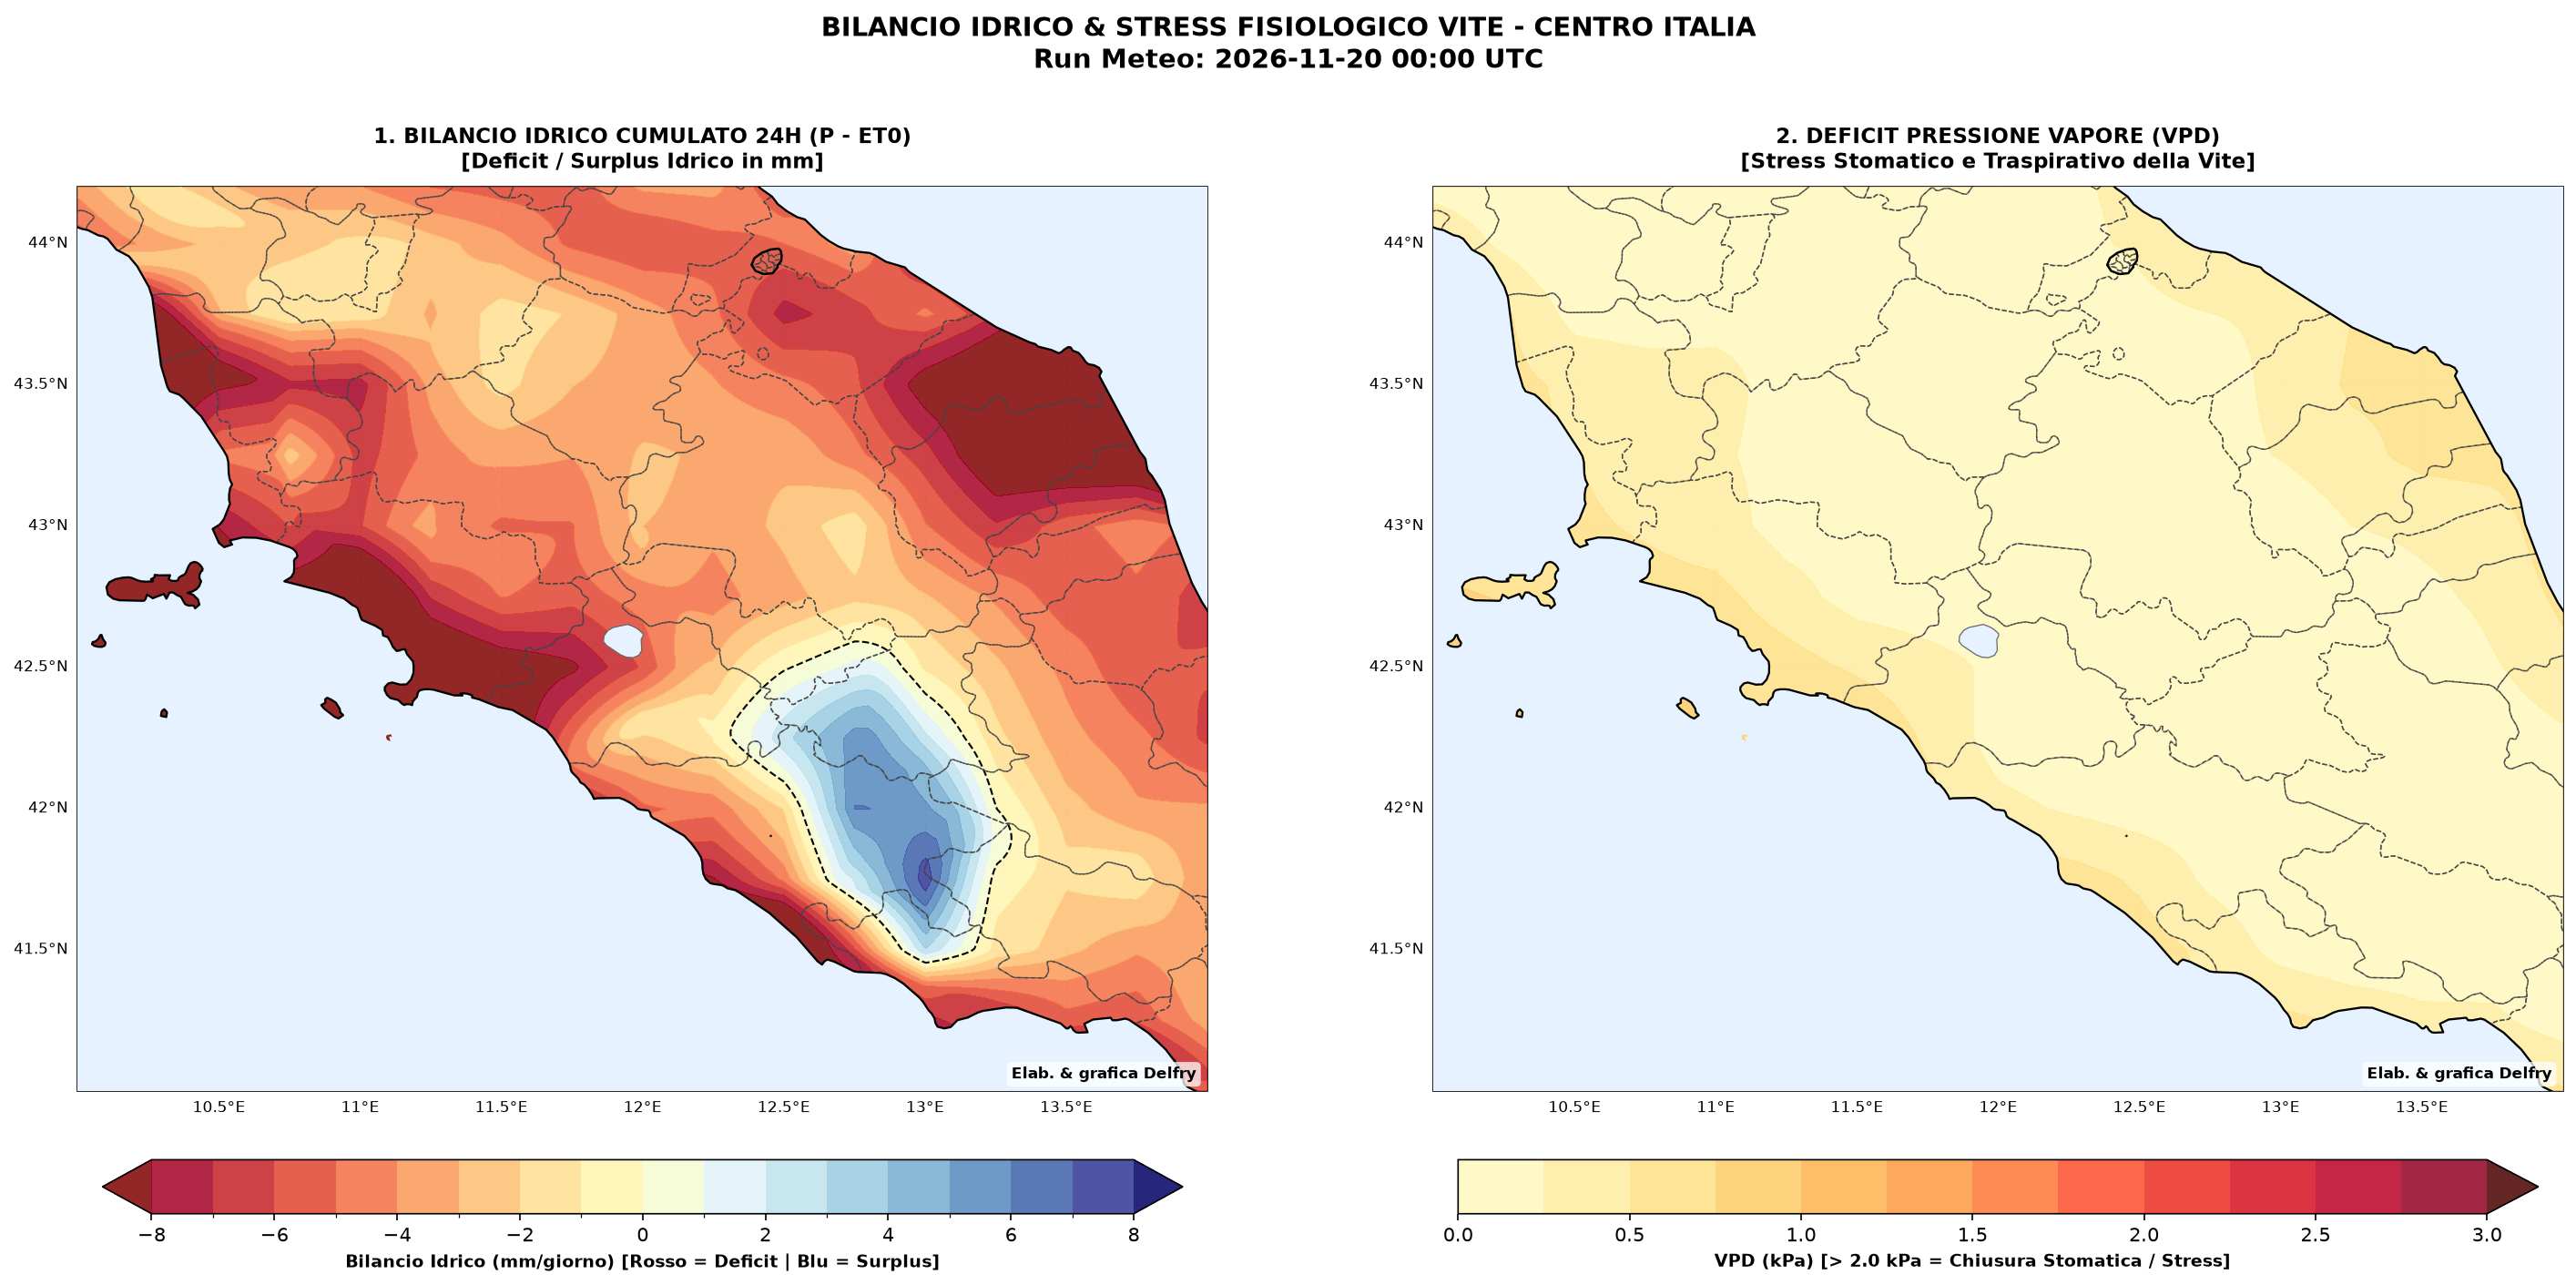 BILANCIO IDRICO & STRESS FISIOLOGICO VITE - CENTRO ITALIA
Run Meteo: 2026-11-20 00:00 UTC
1. BILANCIO IDRICO CUMULATO 24H (P - ET0)
[Deficit / Surplus Idrico in mm]
44°N
43.5°N
43°N
42.5°N
42°N
41.5°N
10.5°E 11°E 11.5°E 12°E 12.5°E 13°E 13.5°E
Elab. & grafica Delfry
−8 −6 −4 −2 0 2 4 6 8
Bilancio Idrico (mm/giorno) [Rosso = Deficit | Blu = Surplus]
2. DEFICIT PRESSIONE VAPORE (VPD)
[Stress Stomatico e Traspirativo della Vite]
44°N
43.5°N
43°N
42.5°N
42°N
41.5°N
10.5°E 11°E 11.5°E 12°E 12.5°E 13°E 13.5°E
Elab. & grafica Delfry
0.0 0.5 1.0 1.5 2.0 2.5 3.0
VPD (kPa) [> 2.0 kPa = Chiusura Stomatica / Stress]